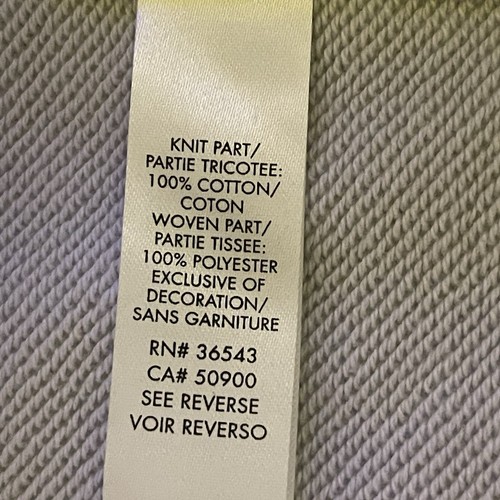 KNIT PART/
PARTIE TRICOTEE:
100% COTTON/
COTON
WOVEN PART/
PARTIE TISSEE:
100% POLYESTER
EXCLUSIVE OF
DECORATION/
SANS GARNITURE
RN# 36543
CA# 50900
SEE REVERSE
VOIR REVERSO